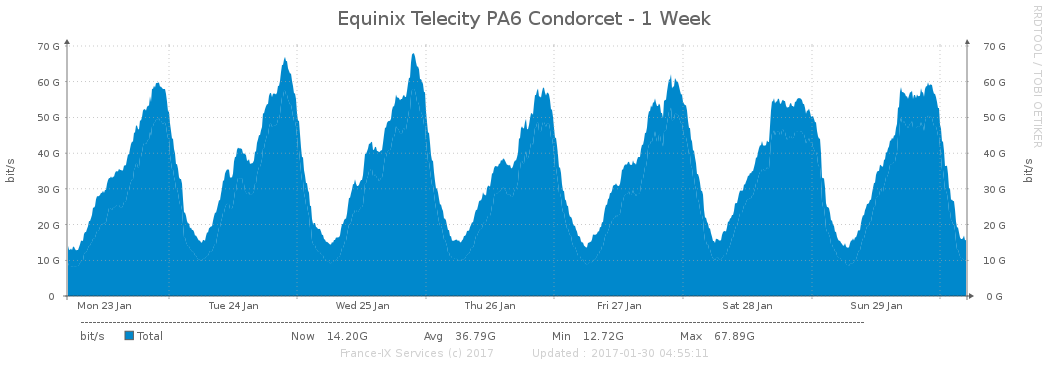 Equinix Telecity PA6 Condorcet - 1 Week
RRDTOOL / TOBI OETIKER
70 G 70 G
60 G 60 G
50 G 50 G
40 G 40 G
30 G 30 G
20 G 20 G
10 G 10 G
0 0 G
bit/s bit/s
Mon 23 Jan Tue 24 Jan Wed 25 Jan Thu 26 Jan Fri 27 Jan Sat 28 Jan Sun 29 Jan
bit/s Total Now 14.20G Avg 36.79G Min 12.72G Max 67.89G
France-IX Services (c) 2017 Updated : 2017-01-30 04:55:11